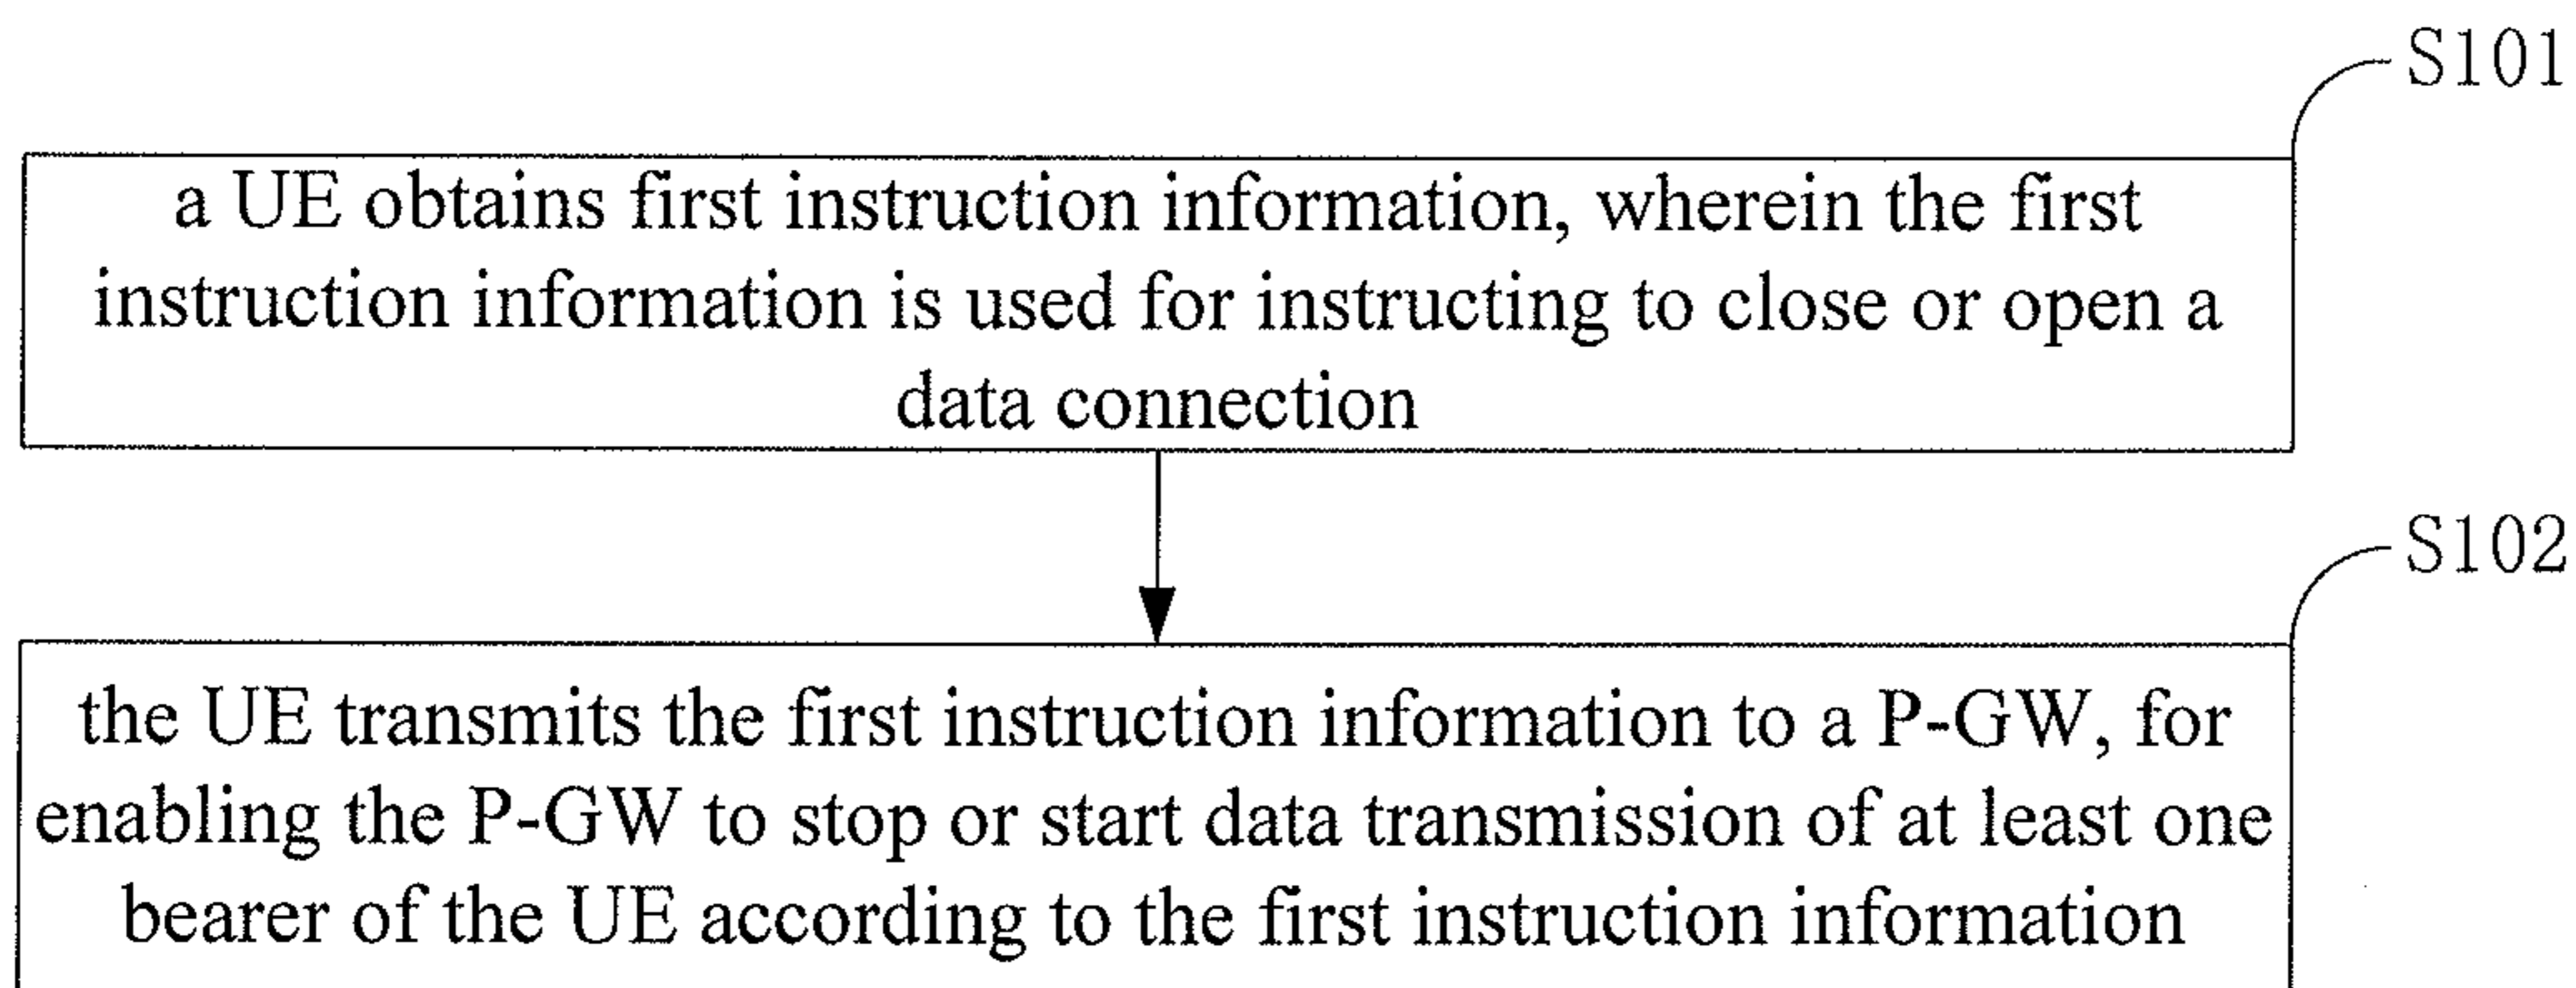 S101
a UE obtains first instruction information, wherein the first
instruction information is used for instructing to close or open a
data connection
S102
the UE transmits the first instruction information to a P-GW, for
enabling the P-GW to stop or start data transmission of at least one
bearer of the UE according to the first instruction information